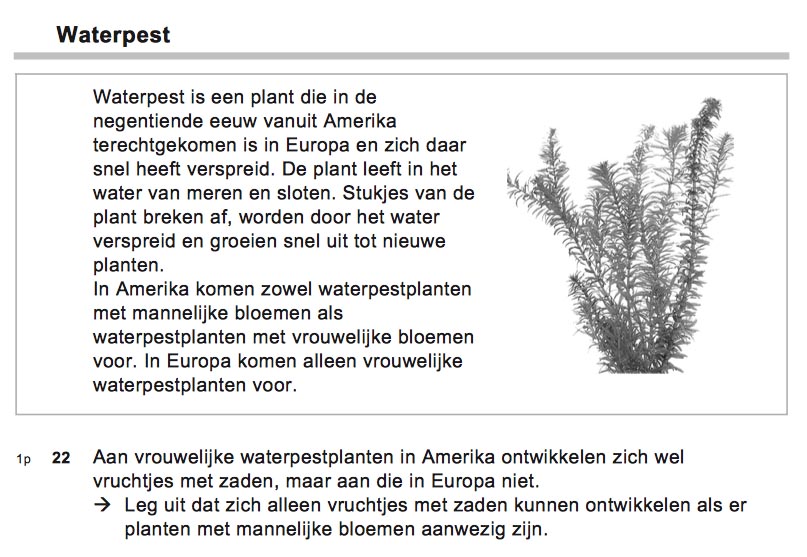 Waterpest
Waterpest is een plant die in de
negentiende eeuw vanuit Amerika
terechtgekomen is in Europa en zich daar
snel heeft verspreid. De plant leeft in het
water van meren en sloten. Stukjes van de
plant breken af, worden door het water
verspreid en groeien snel uit tot nieuwe
planten.
In Amerika komen zowel waterpestplanten
met mannelijke bloemen als
waterpestplanten met vrouwelijke bloemen
voor. In Europa komen alleen vrouwelijke
waterpestplanten voor.
1p 22 Aan vrouwelijke waterpestplanten in Amerika ontwikkelen zich wel
vruchtjes met zaden, maar aan die in Europa niet.
→ Leg uit dat zich alleen vruchtjes met zaden kunnen ontwikkelen als er
planten met mannelijke bloemen aanwezig zijn.